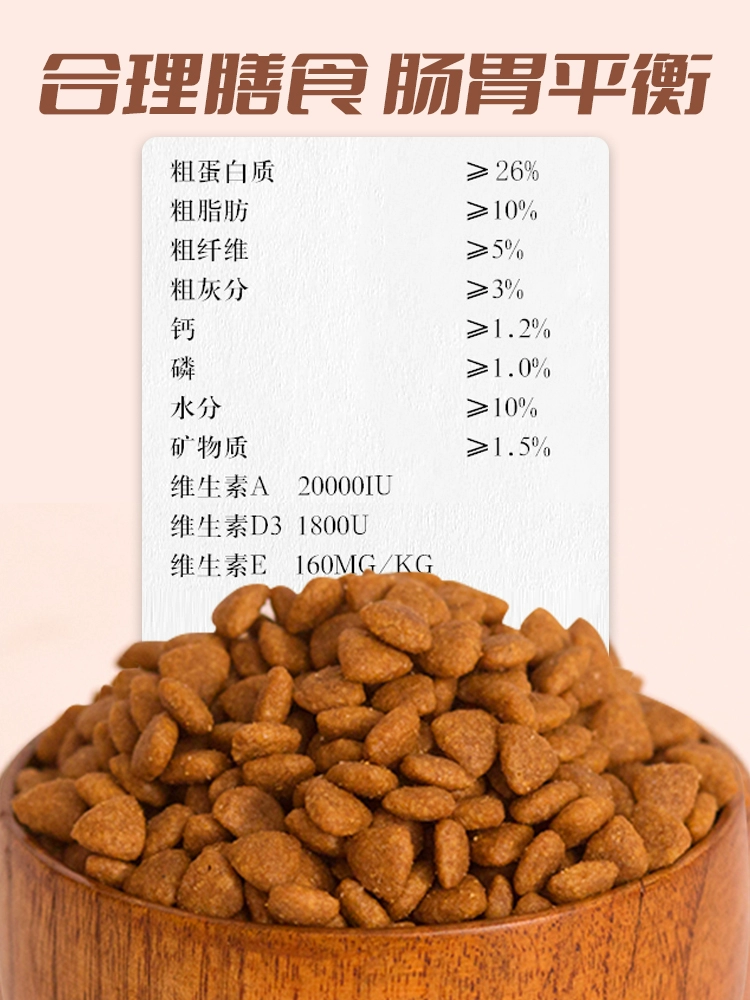 合理膳食 肠胃平衡
粗蛋白质 ⩾26%
粗脂肪 ⩾10%
粗纤维 ⩾5%
粗灰分 ⩾3%
钙 ⩾1.2%
磷 ⩾1.0%
水分 ⩾10%
矿物质 ⩾1.5%
维生素A 20000IU
维生素D3 1800U
维生素E 160MG/KG